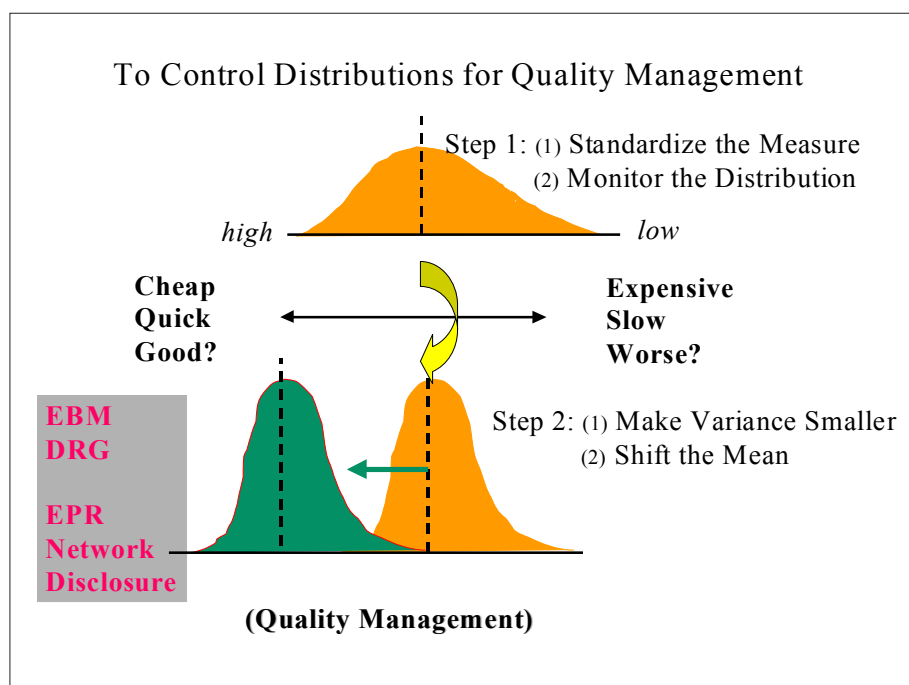 To Control Distributions for Quality Management
Step 1: (1) Standardize the Measure
(2) Monitor the Distribution
high
low
Cheap
Quick
Good?
Expensive
Slow
Worse?
EBM
DRG
EPR
Network
Disclosure
Step 2: (1) Make Variance Smaller
(2) Shift the Mean
(Quality Management)